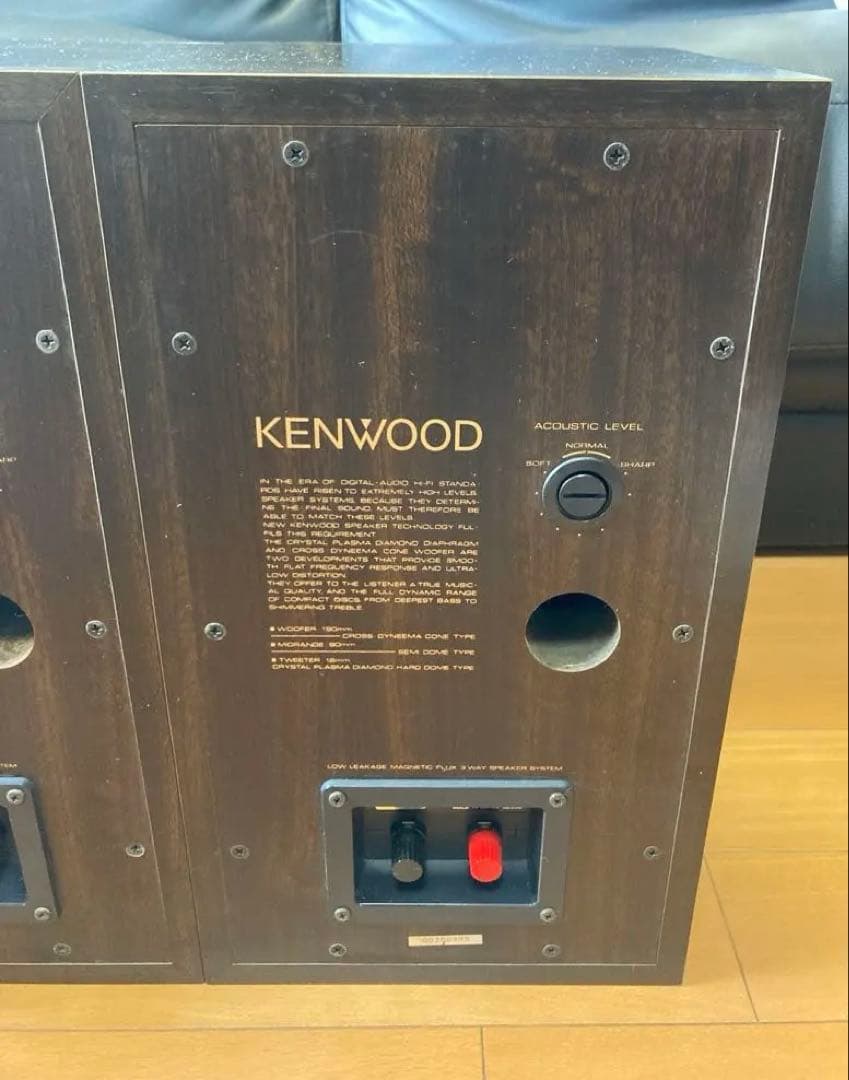 KENWOOD
ACOUSTIC LEVEL
NORMAL
SOFT
SHARP
IN THE ERA OF DIGITAL-AUDIO HI-FI STANDA-
RDS HAVE RISEN TO EXTREMELY HIGH LEVELS.
SPEAKER SYSTEMS, BECAUSE THEY DETERMI-
NE THE FINAL SOUND, MUST THEREFORE BE
ABLE TO MATCH THESE LEVELS.
NEW KENWOOD SPEAKER TECHNOLOGY FUL-
FILS THIS REQUIREMENT.
THE CRYSTAL PLASMA DIAMOND DIAPHRAGM
AND CROSS DYNEEMA CONE WOOFER ARE
TWO DEVELOPMENTS THAT PROVIDE SMOO-
TH FLAT FREQUENCY RESPONSE AND ULTRA-
LOW DISTORTION.
THEY OFFER TO THE LISTENER A TRUE MUSIC-
AL QUALITY, AND THE FULL DYNAMIC RANGE
OF COMPACT DISCS, FROM DEEPEST BASS TO
SHIMMERING TREBLE.
WOOFER
CROSS DYNEEMA CONE TYPE
MIDRANGE
SEMI DOME TYPE
TWEETER
CRYSTAL PLASMA DIAMOND HARD DOME TYPE
LOW LEAKAGE MAGNETIC FLUX 3 WAY SPEAKER SYSTEM